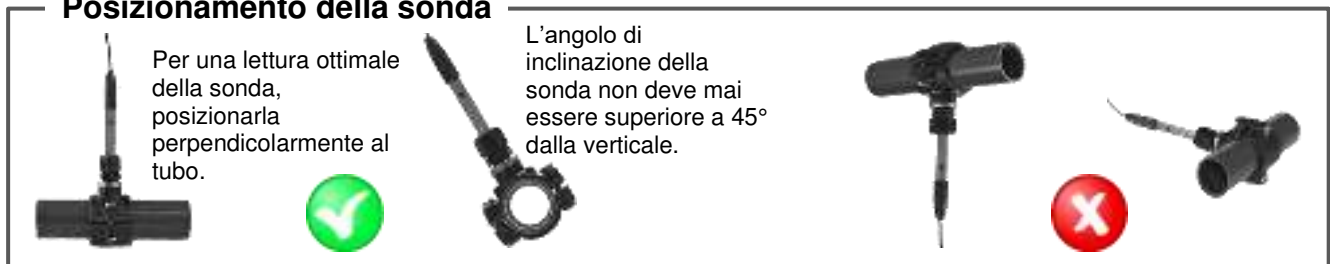 Posizionamento della sonda
Per una lettura ottimale
della sonda,
posizionarla
perpendicolarmente al
tubo.
L'angolo di
inclinazione della
sonda non deve mai
essere superiore a 45°
dalla verticale.